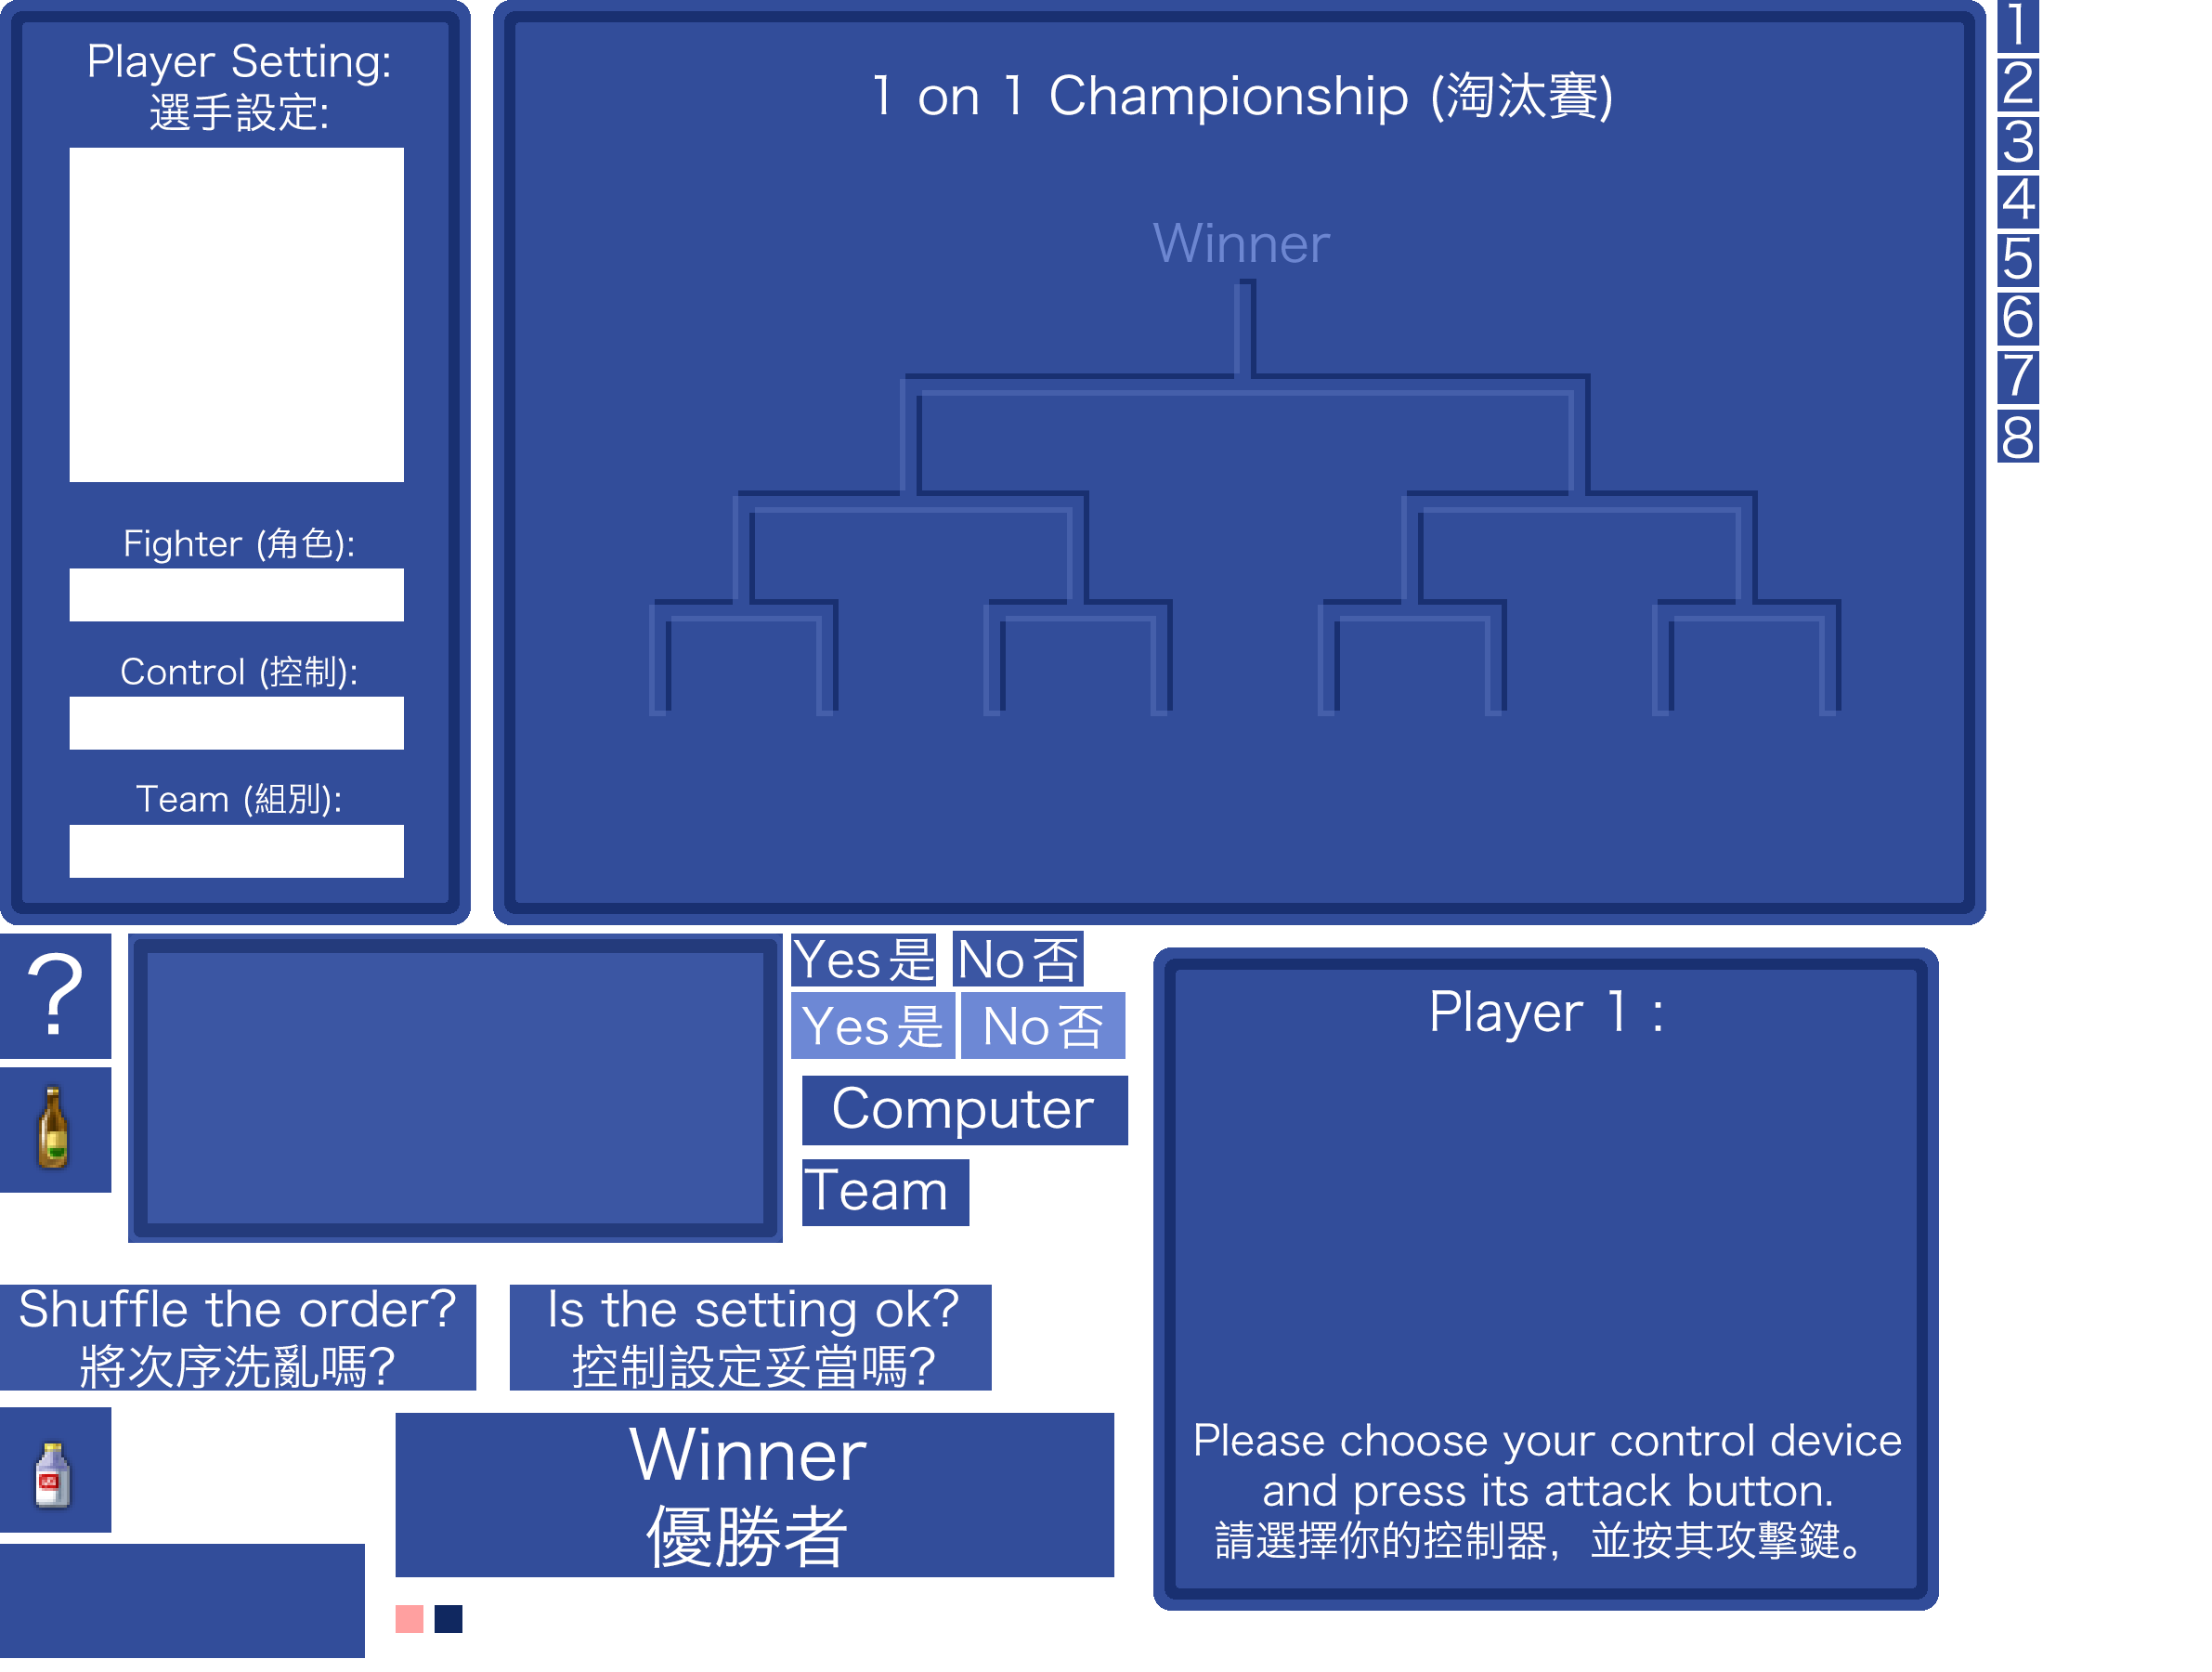 Player Setting:
選手設定:
Fighter (角色):
Control (控制):
Team (組別):
1 on 1 Championship (淘汰賽)
Winner
1
2
3
4
5
6
7
8
?
Yes是 No否
Yes是 No否
Computer
Team
Shuffle the order?
將次序洗亂嗎?
Is the setting ok?
控制設定妥當嗎?
Winner
優勝者
Player 1 :
Please choose your control device
and press its attack button.
請選擇你的控制器，並按其攻擊鍵。